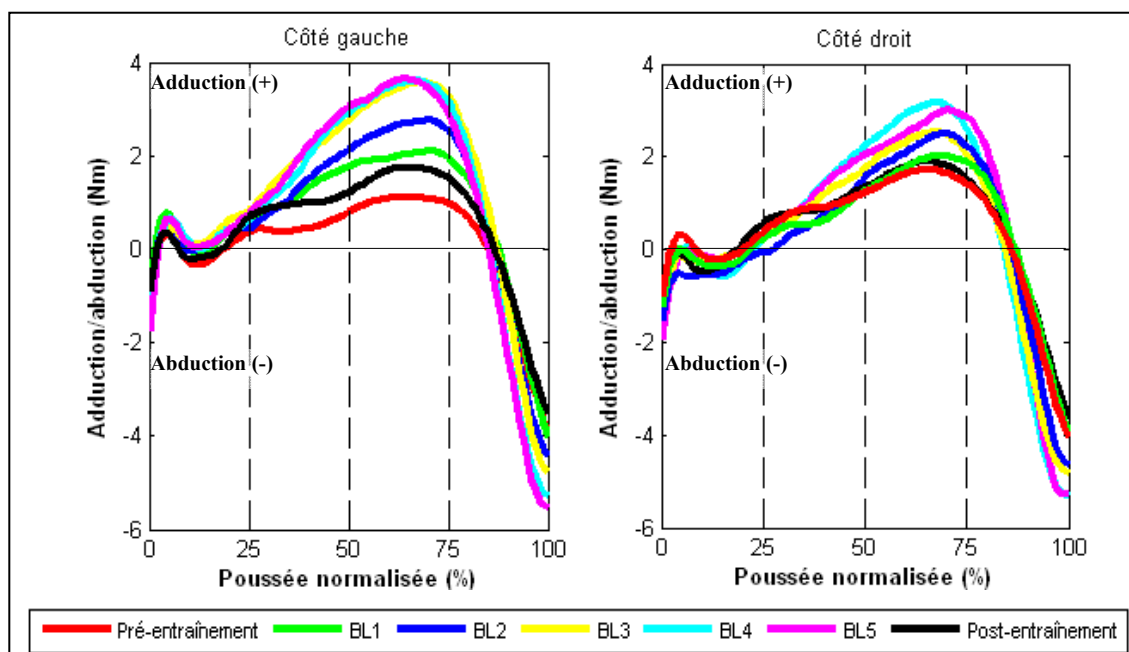 Côté gauche
Adduction (+)
Abduction (-)
Adduction/abduction (Nm)
4
2
0
-2
-4
-6
0 25 50 75 100
Poussée normalisée (%)
Côté droit
Adduction (+)
Abduction (-)
Adduction/abduction (Nm)
4
2
0
-2
-4
-6
0 25 50 75 100
Poussée normalisée (%)
Pré-entraînement BL1 BL2 BL3 BL4 BL5 Post-entraînement